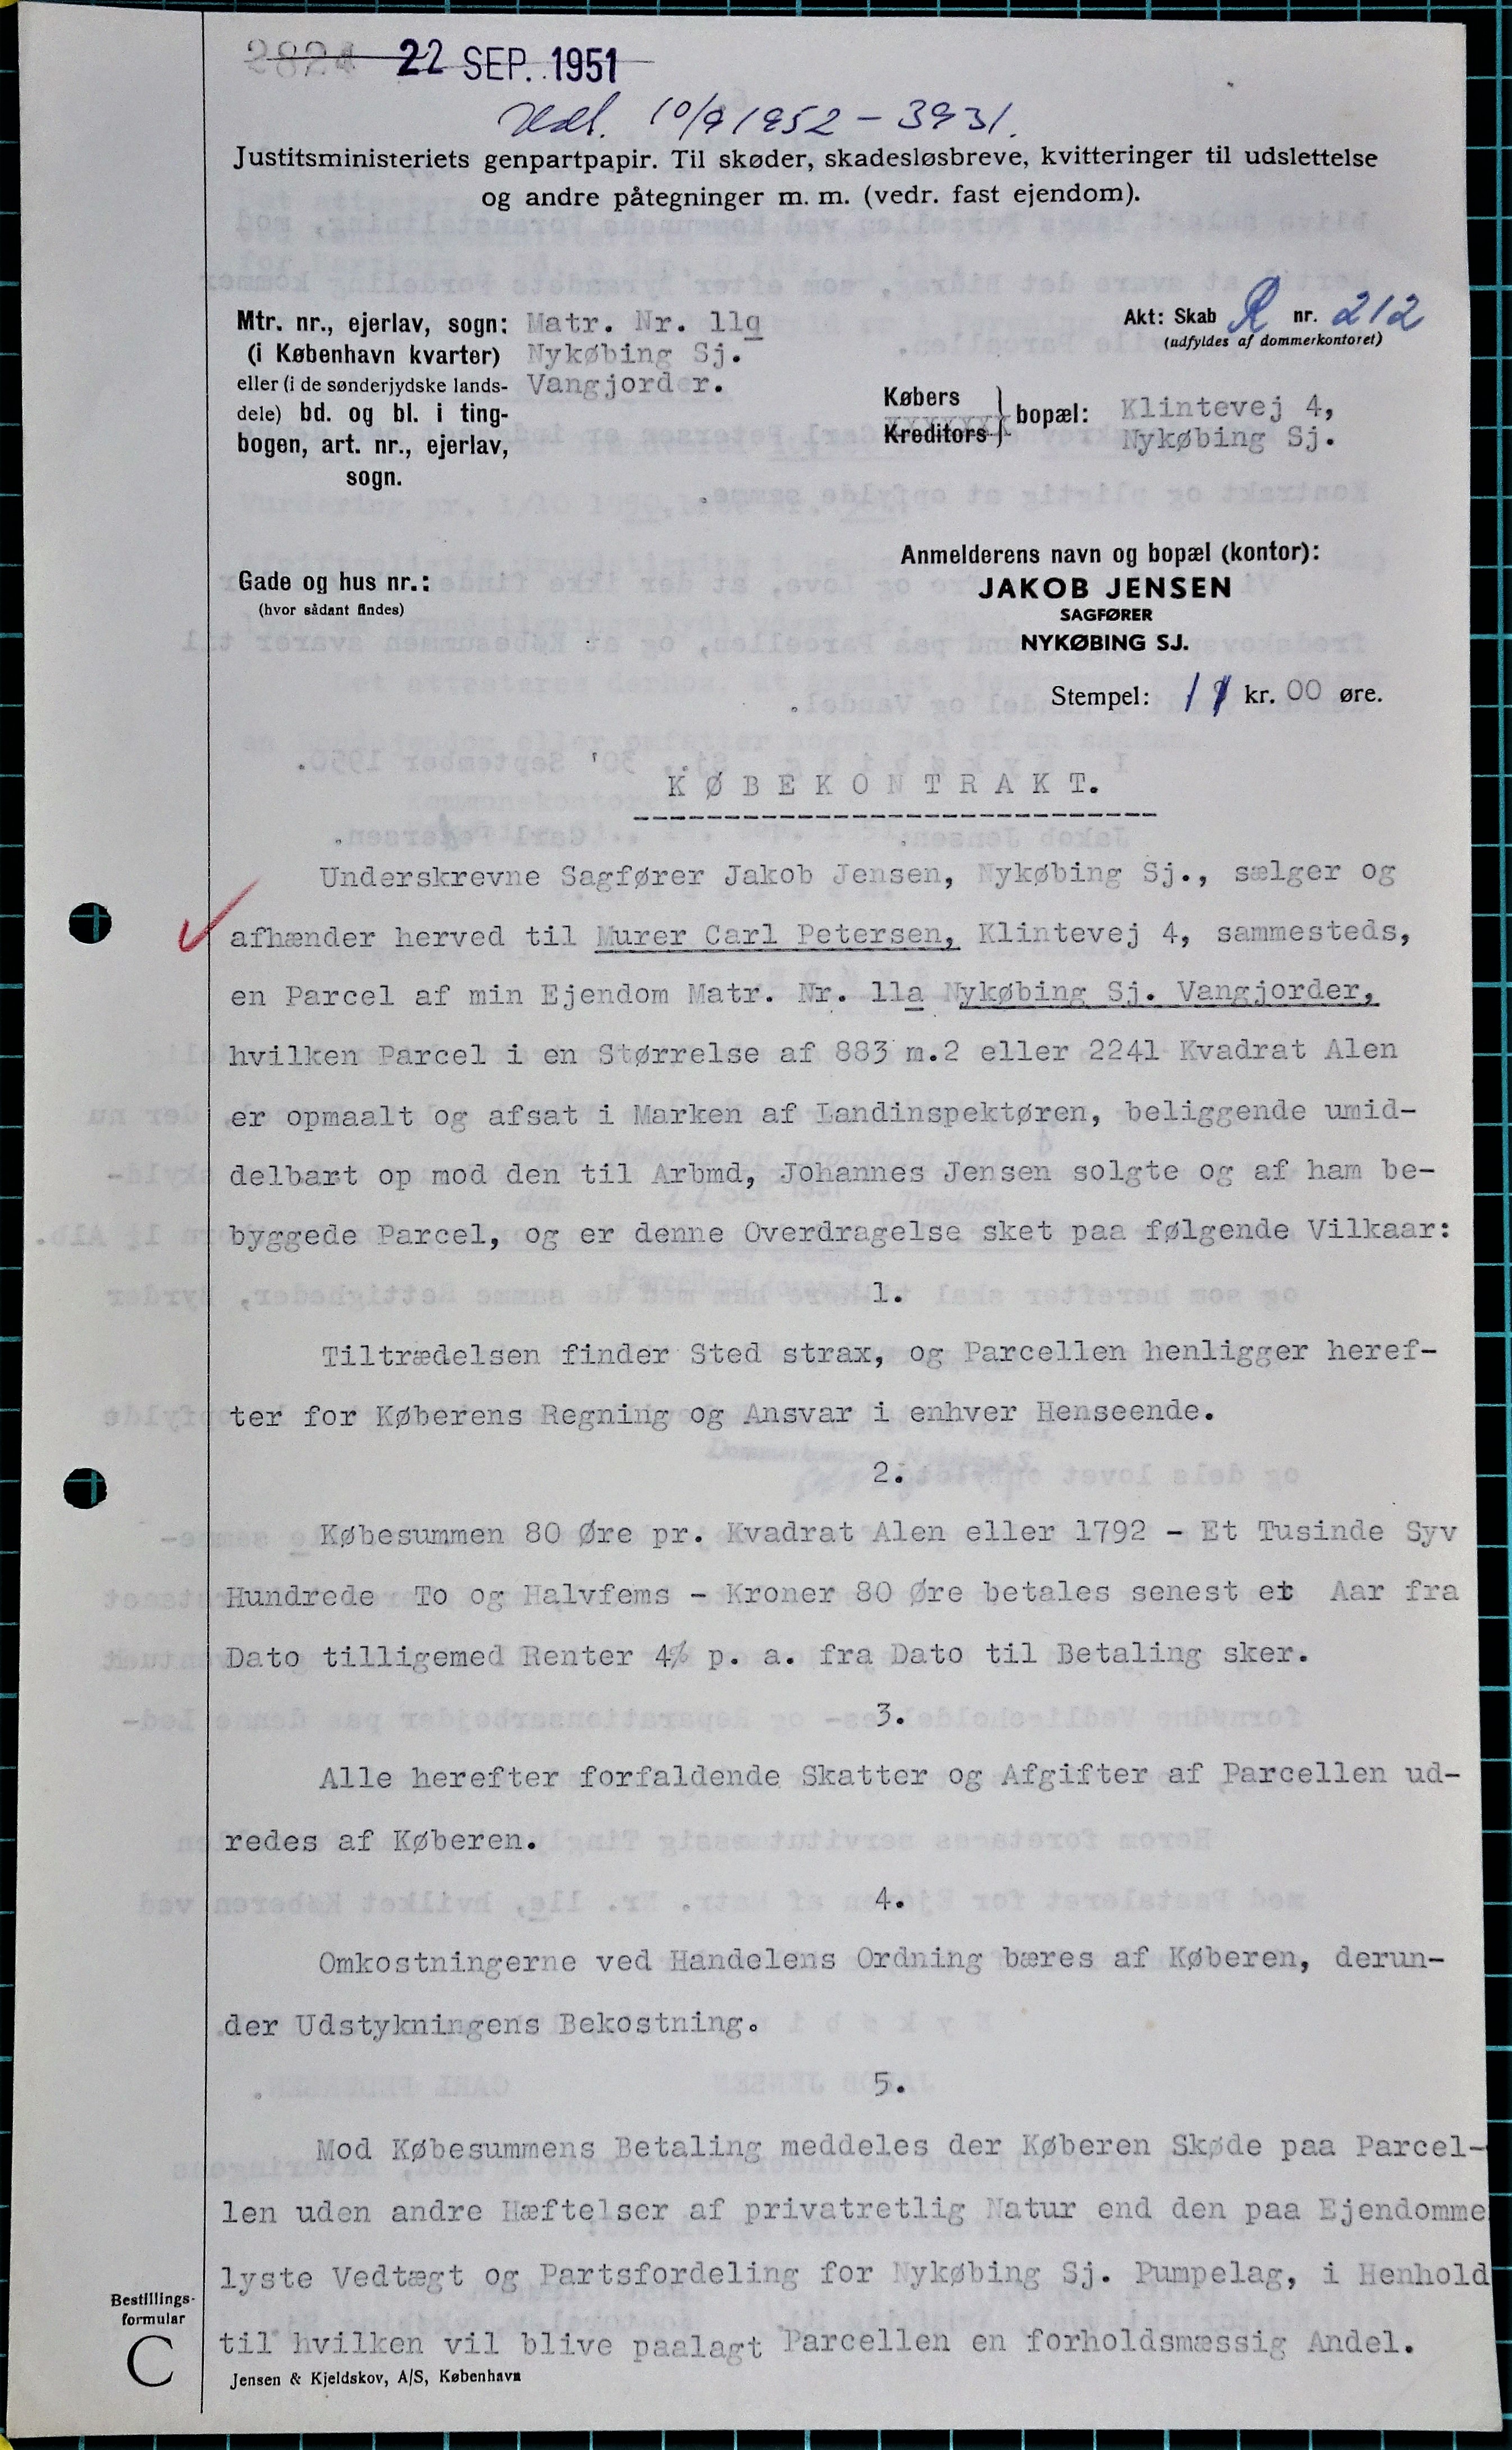 2824 22 SEP. 1951
Udl. 10/9 1952 - 3931.
Justitsministeriets genpartpapir. Til skøder, skadesløsbreve, kvitteringer til udslettelse
og andre påtegninger m. m. (vedr. fast ejendom).
Mtr. nr., ejerlav, sogn: Matr. Nr. 11q
(i København kvarter) Nykøbing Sj.
eller (i de sønderjydske lands- Vangjorder.
dele) bd. og bl. i ting-
bogen, art. nr., ejerlav,
sogn.
Akt: Skab R nr. 212
(udfyldes af dommerkontoret)
Købers
Kreditors } bopæl: Klintevej 4,
Nykøbing Sj.
Gade og hus nr.:
(hvor sådant findes)
Anmelderens navn og bopæl (kontor):
JAKOB JENSEN
SAGFØRER
NYKØBING SJ.
Stempel: kr. 00 øre.
KØBEKONTRAKT.
Underskrevne Sagfører Jakob Jensen, Nykøbing Sj., sælger og
afhænder herved til Murer Carl Petersen, Klintevej 4, sammesteds,
en Parcel af min Ejendom Matr. Nr. 11a Nykøbing Sj. Vangjorder,
hvilken Parcel i en Størrelse af 883 m.2 eller 2241 Kvadrat Alen
er opmaalt og afsat i Marken af Landinspektøren, beliggende umid-
delbart op mod den til Arbmd, Johannes Jensen solgte og af ham be-
byggede Parcel, og er denne Overdragelse sket paa følgende Vilkaar:
1.
Tiltrædelsen finder Sted strax, og Parcellen henligger heref-
ter for Køberens Regning og Ansvar i enhver Henseende.
2.
Købesummen 80 Øre pr. Kvadrat Alen eller 1792 - Et Tusinde Syv
Hundrede To og Halvfems - Kroner 80 Øre betales senest et Aar fra
Dato tilligemed Renter 4% p. a. fra Dato til Betaling sker.
3.
Alle herefter forfaldende Skatter og Afgifter af Parcellen ud-
redes af Køberen.
4.
Omkostningerne ved Handelens Ordning bæres af Køberen, derun-
der Udstykningens Bekostning.
5.
Mod Købesummens Betaling meddeles der Køberen Skøde paa Parcel-
len uden andre Hæftelser af privatretlig Natur end den paa Ejendomme
lyste Vedtægt og Partsfordeling for Nykøbing Sj. Pumpelag, i Henhold
til hvilken vil blive paalagt Parcellen en forholdsmæssig Andel.
Bestillings-
formular
C
Jensen & Kjeldskov, A/S, København